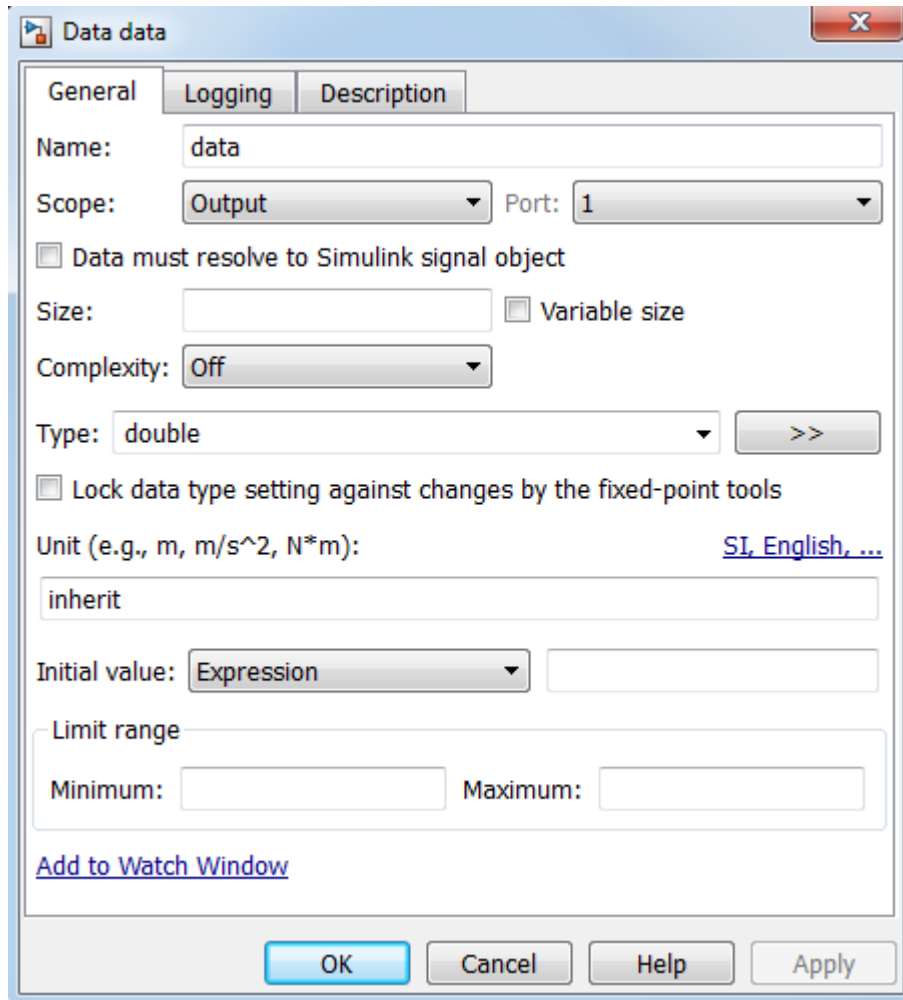 Data data
General Logging Description
Name: data
Scope: Output Port: 1
Data must resolve to Simulink signal object
Size: Variable size
Complexity: Off
Type: double >>
Lock data type setting against changes by the fixed-point tools
Unit (e.g., m, m/s^2, N*m): SI, English, ...
inherit
Initial value: Expression
Limit range
Minimum: Maximum:
Add to Watch Window
OK Cancel Help Apply